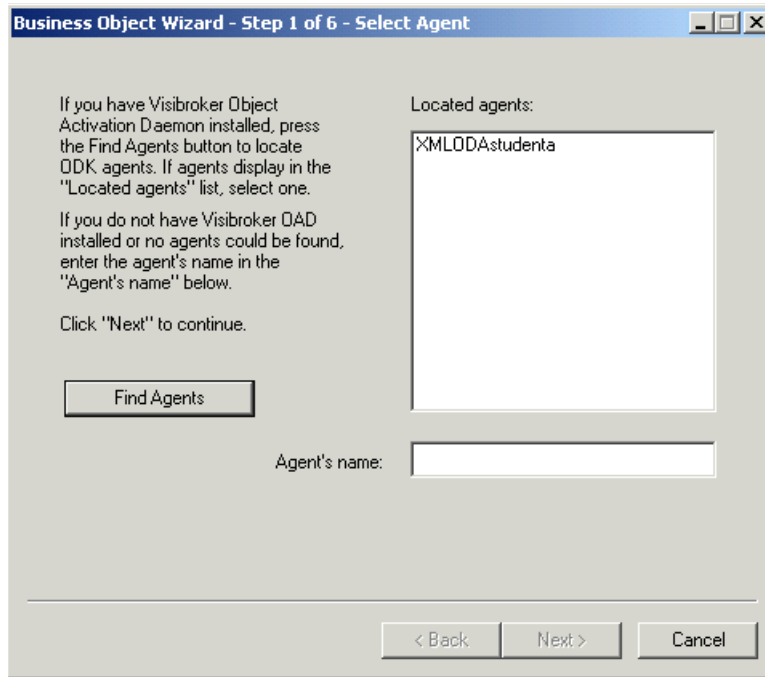 Business Object Wizard - Step 1 of 6 - Select Agent
If you have Visibroker Object
Activation Daemon installed, press
the Find Agents button to locate
ODK agents. If agents display in the
"Located agents" list, select one.
If you do not have Visibroker OAD
installed or no agents could be found,
enter the agent's name in the
"Agent's name" below.
Click "Next" to continue.
Find Agents
Located agents:
XMLODAstudenta
Agent's name:
< Back
Next >
Cancel